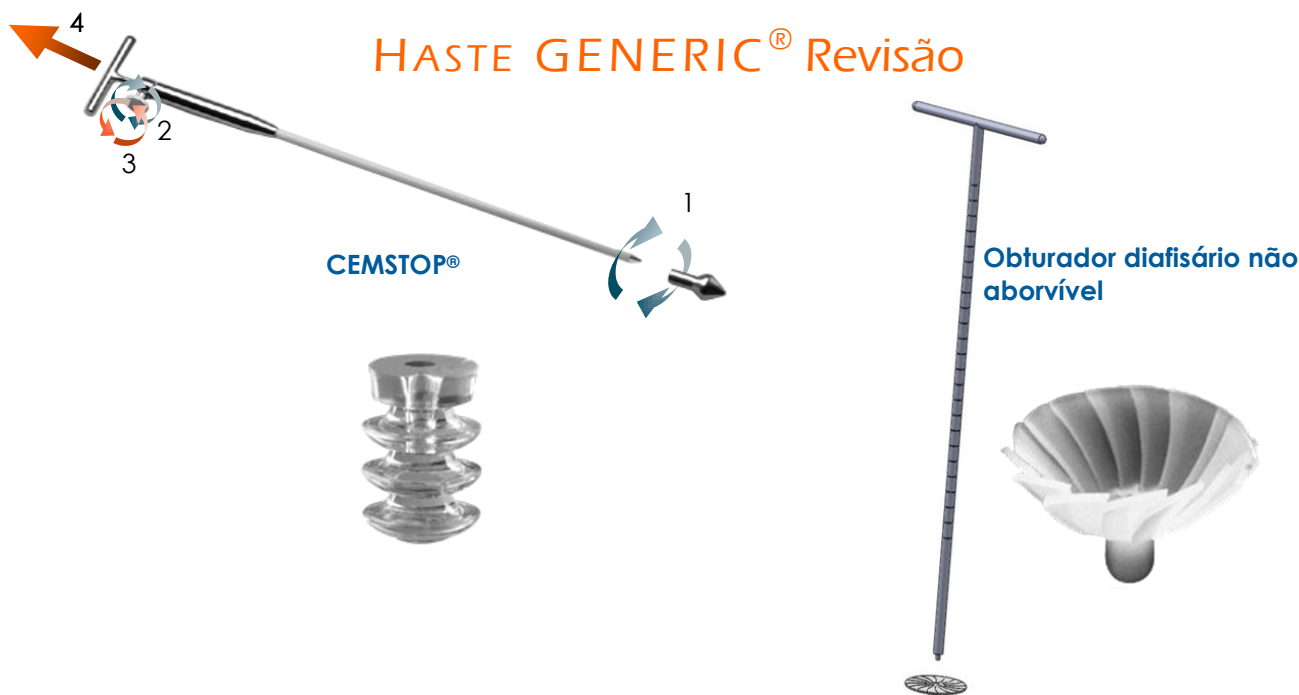 HASTE GENERIC® Revisão
4
2
3
1
CEMSTOP®
Obturador diafisário não
aborvível